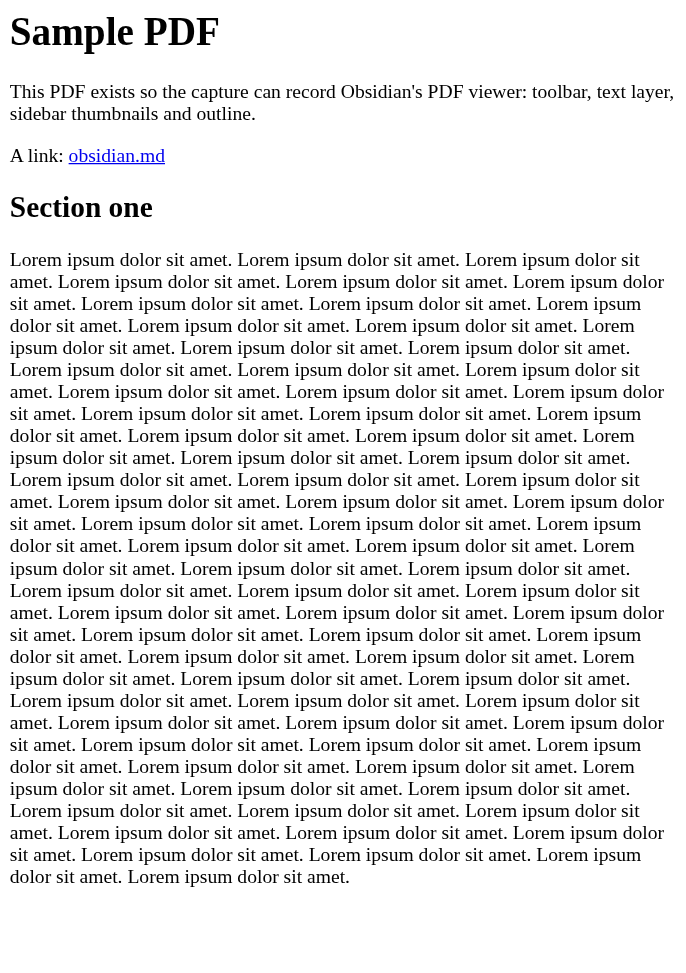 Sample PDF
This PDF exists so the capture can record Obsidian's PDF viewer: toolbar, text layer,
sidebar thumbnails and outline.
A link: obsidian.md
Section one
Lorem ipsum dolor sit amet. Lorem ipsum dolor sit amet. Lorem ipsum dolor sit
amet. Lorem ipsum dolor sit amet. Lorem ipsum dolor sit amet. Lorem ipsum dolor
sit amet. Lorem ipsum dolor sit amet. Lorem ipsum dolor sit amet. Lorem ipsum
dolor sit amet. Lorem ipsum dolor sit amet. Lorem ipsum dolor sit amet. Lorem
ipsum dolor sit amet. Lorem ipsum dolor sit amet. Lorem ipsum dolor sit amet.
Lorem ipsum dolor sit amet. Lorem ipsum dolor sit amet. Lorem ipsum dolor sit
amet. Lorem ipsum dolor sit amet. Lorem ipsum dolor sit amet. Lorem ipsum dolor
sit amet. Lorem ipsum dolor sit amet. Lorem ipsum dolor sit amet. Lorem ipsum
dolor sit amet. Lorem ipsum dolor sit amet. Lorem ipsum dolor sit amet. Lorem
ipsum dolor sit amet. Lorem ipsum dolor sit amet. Lorem ipsum dolor sit amet.
Lorem ipsum dolor sit amet. Lorem ipsum dolor sit amet. Lorem ipsum dolor sit
amet. Lorem ipsum dolor sit amet. Lorem ipsum dolor sit amet. Lorem ipsum dolor
sit amet. Lorem ipsum dolor sit amet. Lorem ipsum dolor sit amet. Lorem ipsum
dolor sit amet. Lorem ipsum dolor sit amet. Lorem ipsum dolor sit amet. Lorem
ipsum dolor sit amet. Lorem ipsum dolor sit amet. Lorem ipsum dolor sit amet.
Lorem ipsum dolor sit amet. Lorem ipsum dolor sit amet. Lorem ipsum dolor sit
amet. Lorem ipsum dolor sit amet. Lorem ipsum dolor sit amet. Lorem ipsum dolor
sit amet. Lorem ipsum dolor sit amet. Lorem ipsum dolor sit amet. Lorem ipsum
dolor sit amet. Lorem ipsum dolor sit amet. Lorem ipsum dolor sit amet. Lorem
ipsum dolor sit amet. Lorem ipsum dolor sit amet. Lorem ipsum dolor sit amet.
Lorem ipsum dolor sit amet. Lorem ipsum dolor sit amet. Lorem ipsum dolor sit
amet. Lorem ipsum dolor sit amet. Lorem ipsum dolor sit amet. Lorem ipsum dolor
sit amet. Lorem ipsum dolor sit amet. Lorem ipsum dolor sit amet. Lorem ipsum
dolor sit amet. Lorem ipsum dolor sit amet. Lorem ipsum dolor sit amet. Lorem
ipsum dolor sit amet. Lorem ipsum dolor sit amet. Lorem ipsum dolor sit amet.
Lorem ipsum dolor sit amet. Lorem ipsum dolor sit amet. Lorem ipsum dolor sit
amet. Lorem ipsum dolor sit amet. Lorem ipsum dolor sit amet. Lorem ipsum dolor
sit amet. Lorem ipsum dolor sit amet. Lorem ipsum dolor sit amet. Lorem ipsum
dolor sit amet. Lorem ipsum dolor sit amet.